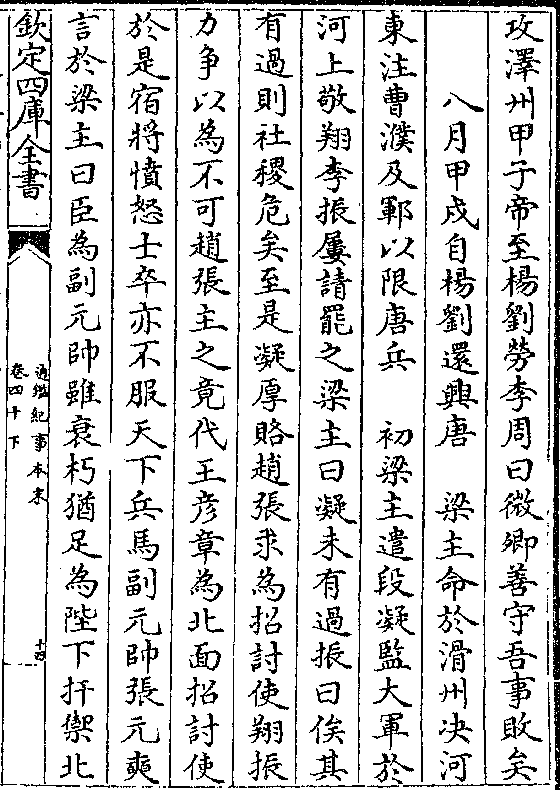 攻澤州甲子帝至楊劉勞李周曰微卿善守吾事敗矣
八月甲戌自楊劉還興唐　梁主命於滑州决河
東注曹濮及鄆以限唐兵　初梁主遣段凝監大軍於
河上敬翔李振屢請罷之梁主曰凝未有過振曰俟其
有過則社稷危矣至是凝厚賂趙張求為招討使翔振
力争以為不可趙張主之竟代王彦章為北面招討使
於是宿將憤怒士卒亦不服天下兵馬副元帥張元奭
言於梁主曰臣為副元帥雖衰朽猶足為陛下扞禦北
欽定四庫全書
通鑑紀事本末
卷四十下
十四